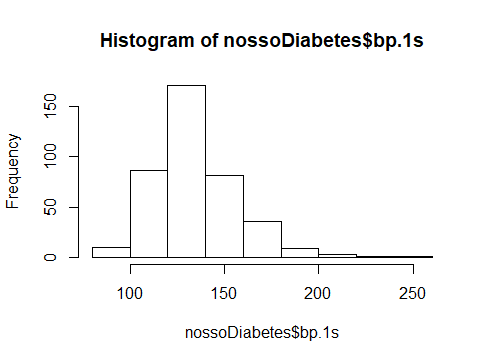 Histogram of nossoDiabetes$bp.1s
Frequency
150
100
50
0
100 150 200 250
nossoDiabetes$bp.1s